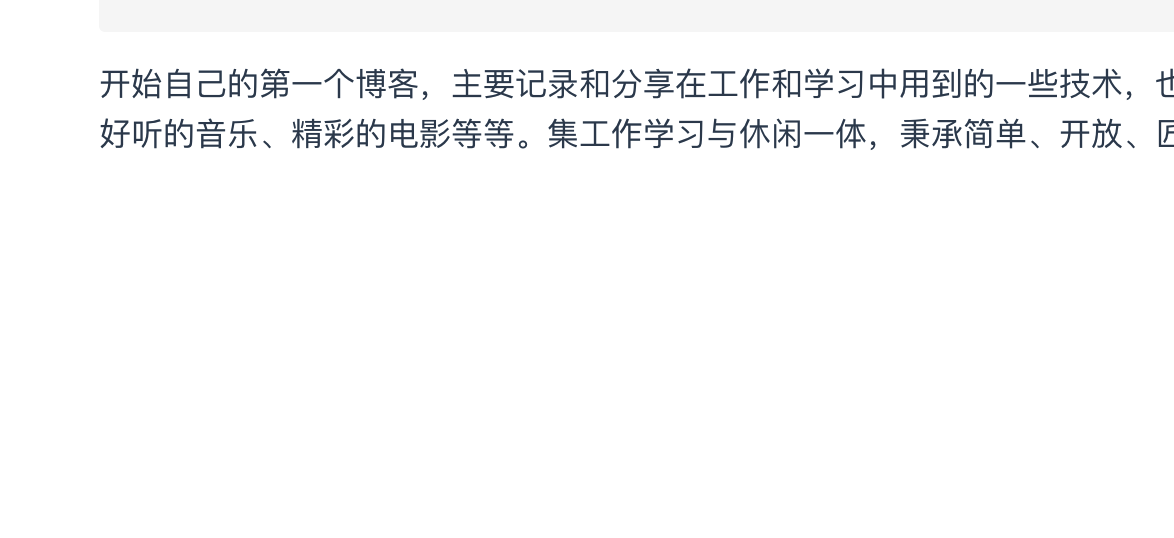 开始自己的第一个博客，主要记录和分享在工作和学习中用到的一些技术，也
好听的音乐、精彩的电影等等。集工作学习与休闲一体，秉承简单、开放、匠